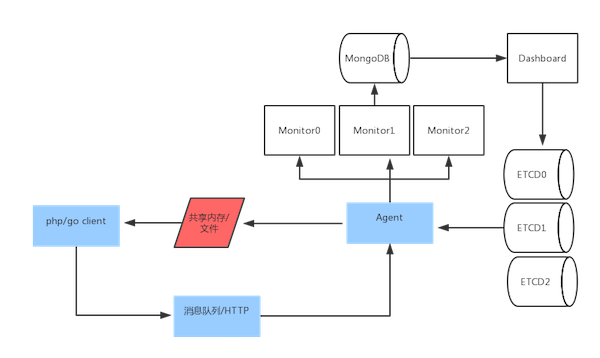 MongoDB
Dashboard
Monitor0
Monitor1
Monitor2
ETCD0
php/go client
共享内存/
文件
Agent
ETCD1
ETCD2
消息队列/HTTP